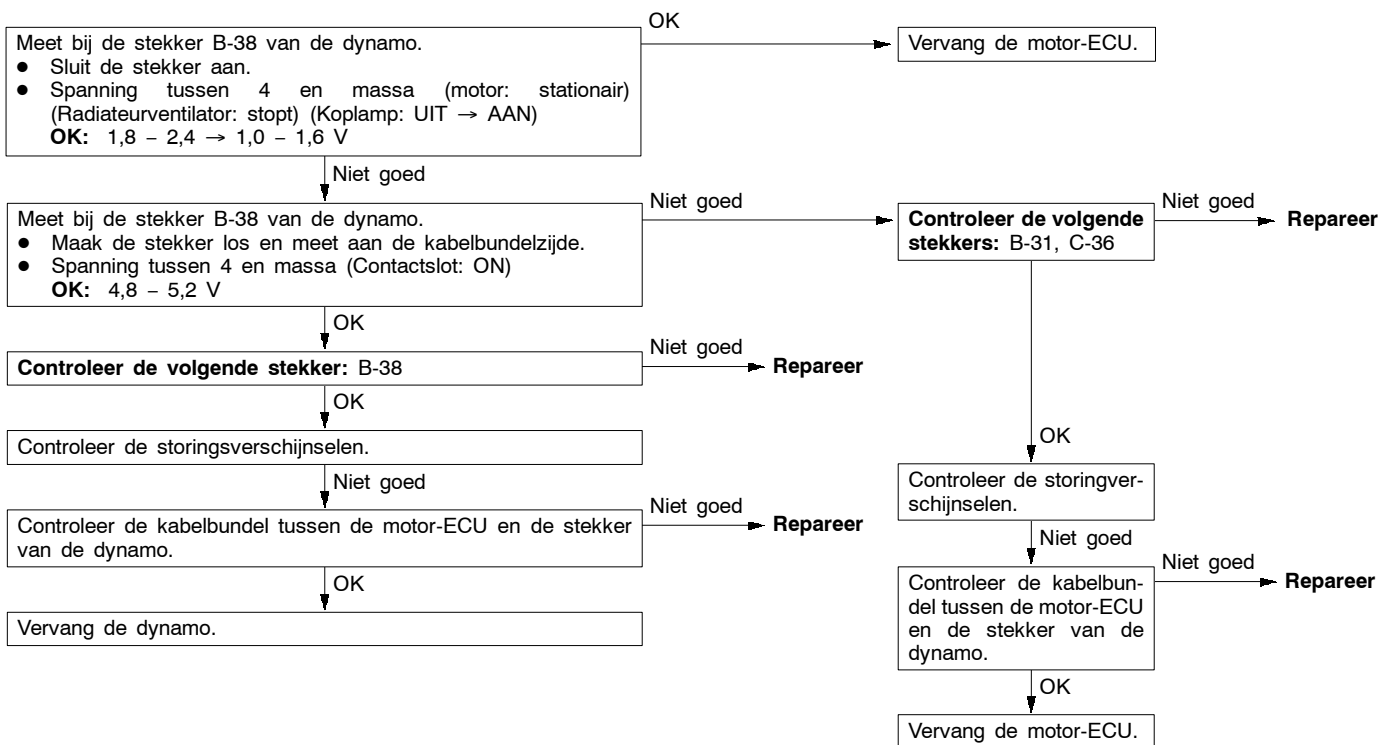 OK
Meet bij de stekker B-38 van de dynamo.
● Sluit de stekker aan.
● Spanning tussen 4 en massa (motor: stationair)
(Radiateurventilator: stopt) (Koplamp: UIT → AAN)
OK: 1,8 – 2,4 → 1,0 – 1,6 V
Vervang de motor-ECU.
Niet goed
Meet bij de stekker B-38 van de dynamo.
● Maak de stekker los en meet aan de kabelbundelzijde.
● Spanning tussen 4 en massa (Contactslot: ON)
OK: 4,8 – 5,2 V
Niet goed
Controleer de volgende
stekkers: B-31, C-36
Niet goed
Repareer
OK
Controleer de volgende stekker: B-38
Niet goed
Repareer
OK
Controleer de storingsverschijnselen.
Niet goed
Controleer de kabelbundel tussen de motor-ECU en de stekker
van de dynamo.
Niet goed
Repareer
OK
Vervang de dynamo.
OK
Controleer de storingver-
schijnselen.
Niet goed
Controleer de kabelbun-
del tussen de motor-ECU
en de stekker van de
dynamo.
Niet goed
Repareer
OK
Vervang de motor-ECU.